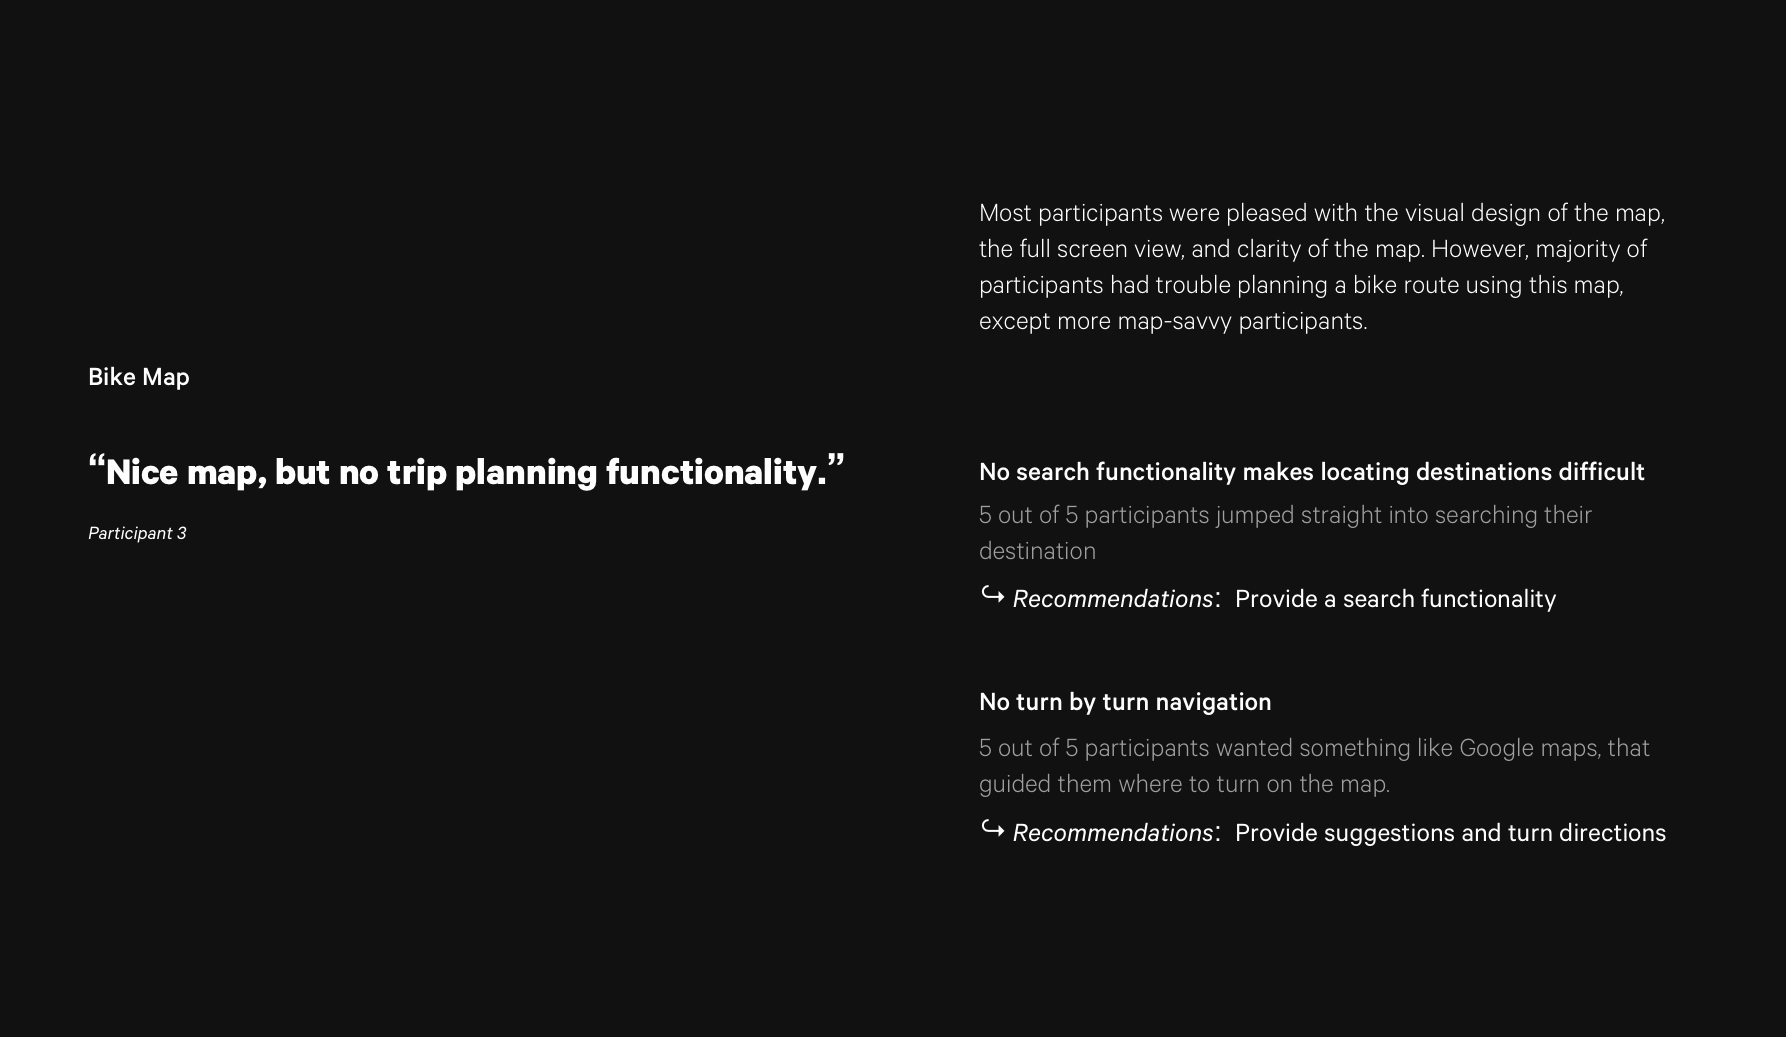 Bike Map
“Nice map, but no trip planning functionality.”
Participant 3
Most participants were pleased with the visual design of the map,
the full screen view, and clarity of the map. However, majority of
participants had trouble planning a bike route using this map,
except more map-savvy participants.
No search functionality makes locating destinations difficult
5 out of 5 participants jumped straight into searching their
destination
↪ Recommendations: Provide a search functionality
No turn by turn navigation
5 out of 5 participants wanted something like Google maps, that
guided them where to turn on the map.
↪ Recommendations: Provide suggestions and turn directions